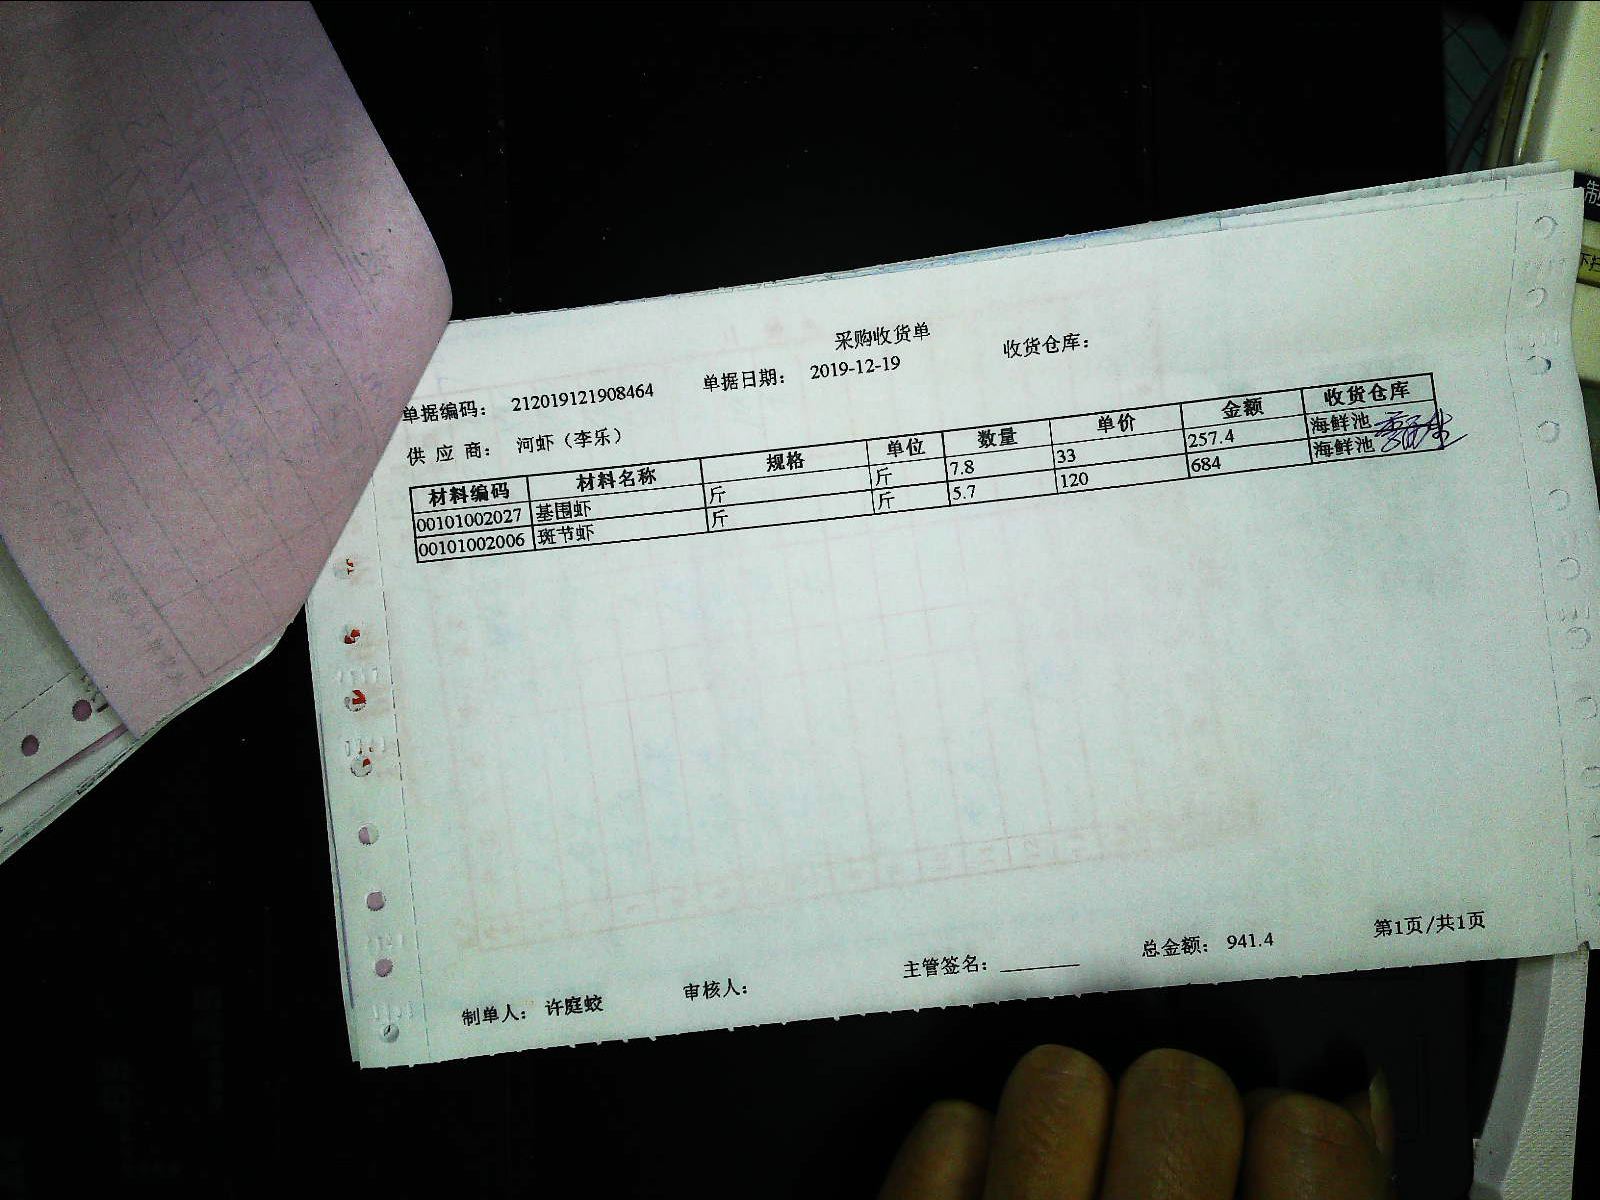 采购收货单
单据编码： 212019121908464 单据日期： 2019-12-19 收货仓库：
供 应 商： 河虾（李乐）
材料编码 材料名称 规格 单位 数量 单价 金额 收货仓库
00101002027 基围虾 斤 斤 7.8 33 257.4 海鲜池
00101002006 斑节虾 斤 斤 5.7 120 684 海鲜池
制单人： 许庭蛟 审核人： 主管签名： 总金额： 941.4 第1页/共1页
制